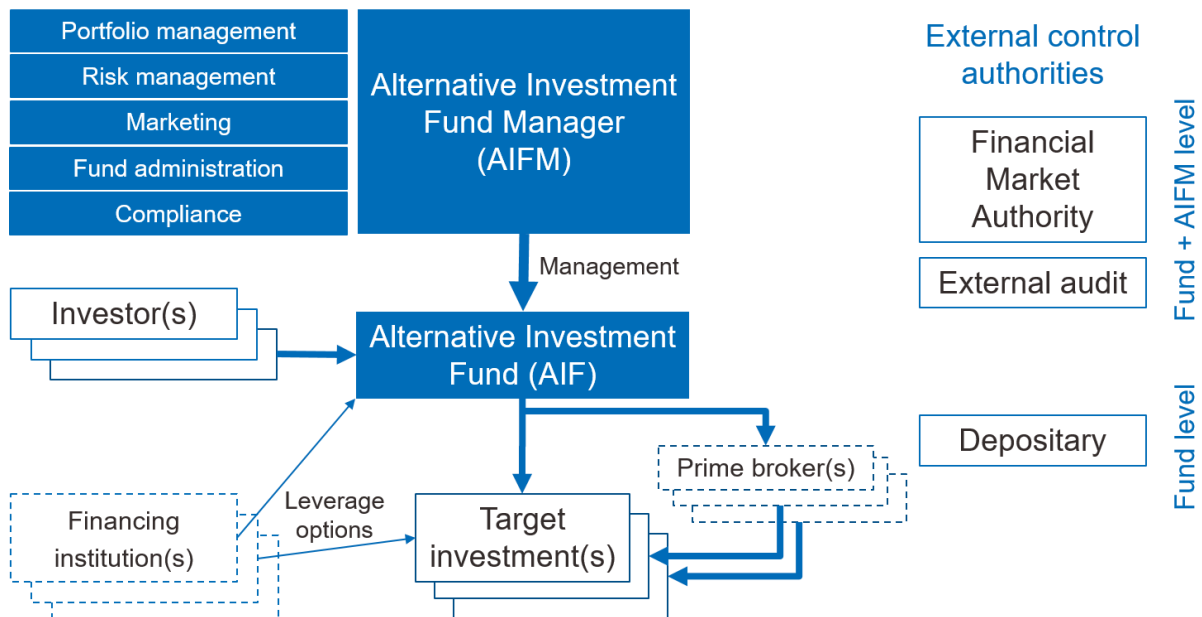 Portfolio management
Risk management
Marketing
Fund administration
Compliance
Alternative Investment
Fund Manager
(AIFM)
External control
authorities
Financial
Market
Authority
External audit
Fund + AIFM level
Management
Investor(s)
Alternative Investment
Fund (AIF)
Depositary
Fund level
Prime broker(s)
Financing
institution(s)
Leverage
options
Target
investment(s)